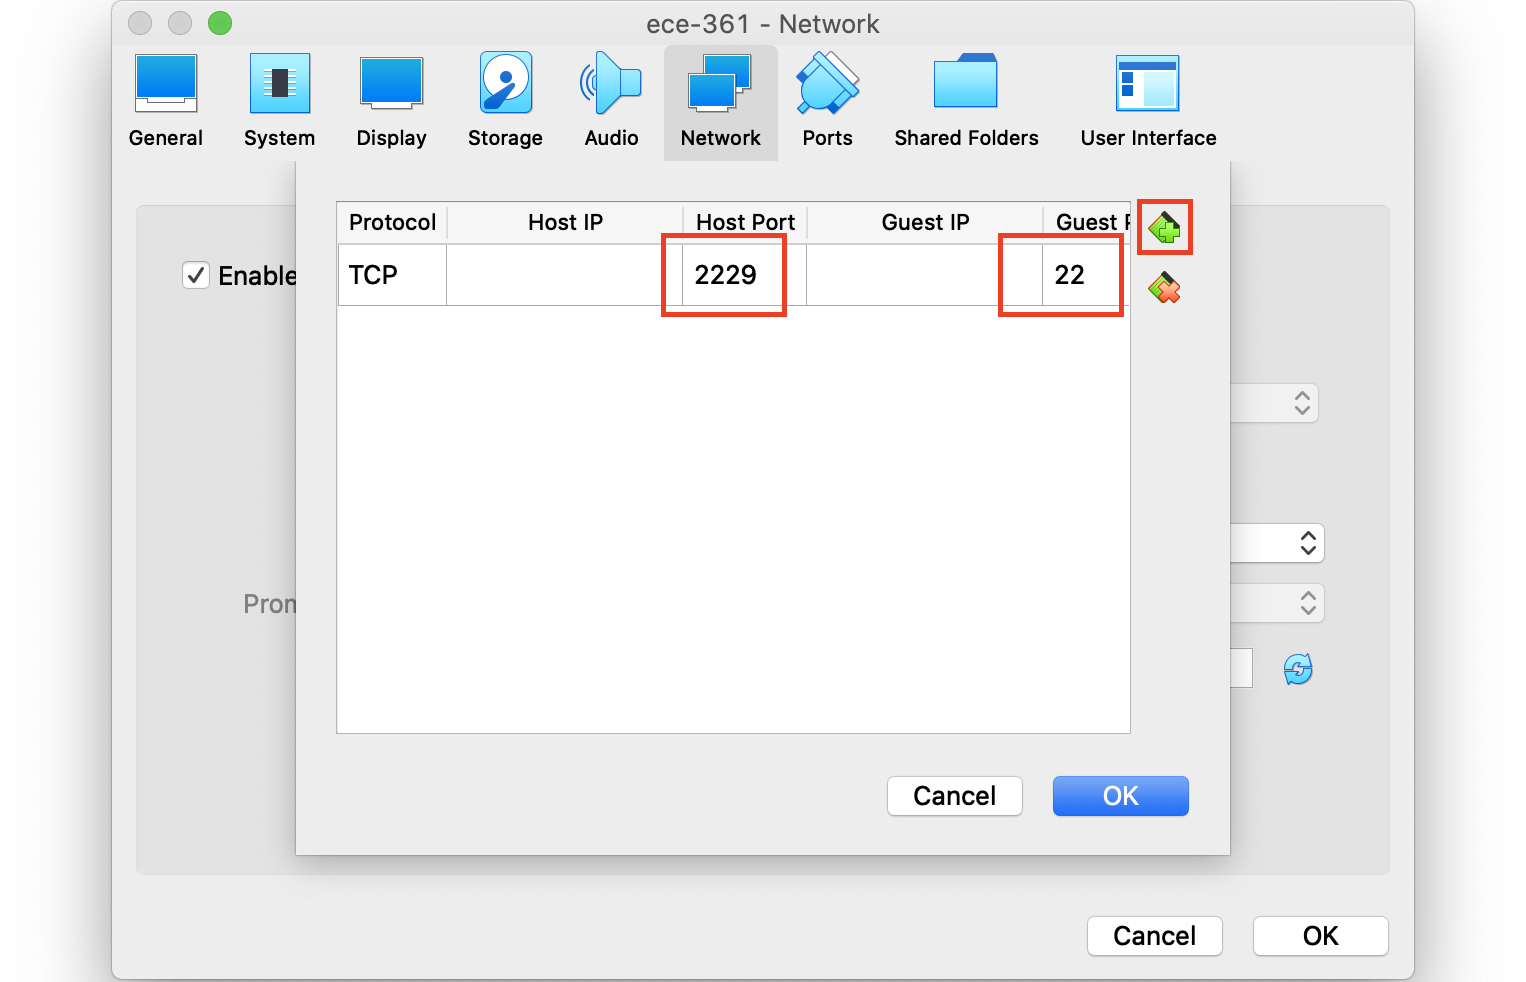 ece-361 - Network
General System Display Storage Audio Network Ports Shared Folders User Interface
Protocol Host IP Host Port Guest IP Guest P
Enable TCP 2229 22
Pron
Cancel OK
Cancel OK